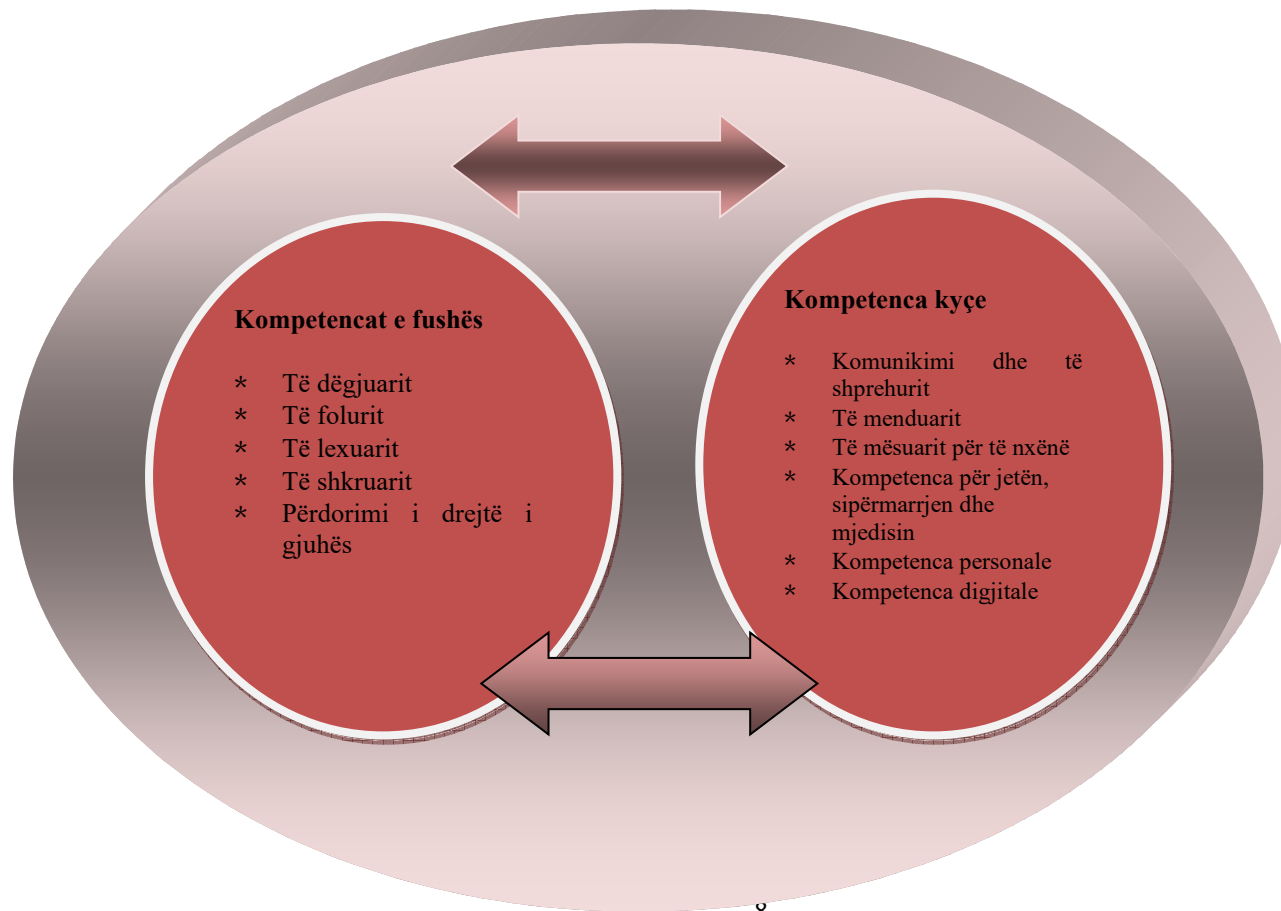 Kompetencat e fushës
* Të dëgjuarit
* Të folurit
* Të lexuarit
* Të shkruarit
* Përdorimi i drejtë i
gjuhës
Kompetenca kyçe
* Komunikimi dhe të
shprehurit
* Të menduarit
* Të mësuarit për të nxënë
* Kompetenca për jetën,
sipërmarrjen dhe
mjedisin
* Kompetenca personale
* Kompetenca digjitale